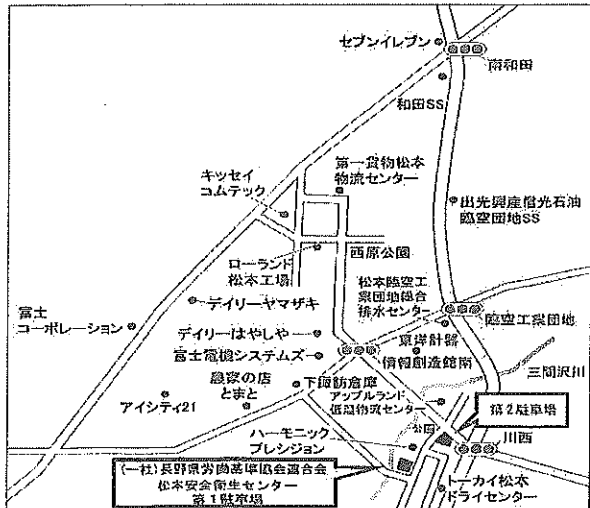 セブンイレブン
南和田
和田SS
第一貨物松本
物流センター
キッセイ
コムテック
出光興産信光石油
臨空団地SS
西原公園
ローランド
松本工場
松本臨空工
業団地総合
排水センター
デイリーヤマザキ
富士
コーポレーション
臨空工業団地
デイリーはやしや
東洋計器
富士電機システムズ
情報創造館南
三間沢川
下諏訪倉庫
アップルランド
低温物流センター
惣菜の店
とまと
アイシティ21
第2駐車場
公園
川西
ハーモニック
プレシジョン
(一社)長野県労働基準協会連合会
松本安全衛生センター
第1駐車場
トーカイ松本
ドライセンター